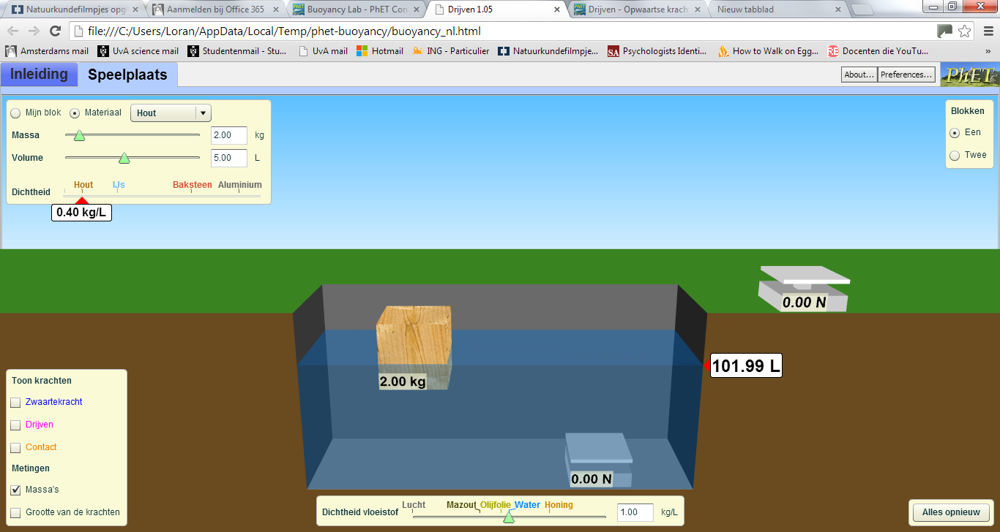 Natuurkundefilmpjes opg
Aanmelden bij Office 365
Buoyancy Lab - PhET Con
Drijven 1.05
Drijven - Opwaartse krach
Nieuw tabblad
file:///C:/Users/Loran/AppData/Local/Temp/phet-buoyancy/buoyancy_nl.html
Amsterdams mail
UvA science mail
Studentenmail - Stu...
UvA mail
Hotmail
ING - Particulier
Natuurkundefilmpje...
SA Psychologists Identi...
How to Walk on Egg...
RE Docenten die YouTu...
»
Inleiding
Speelplaats
About...
Preferences...
PhET
Mijn blok
Materiaal
Hout
Massa
2.00
kg
Volume
5.00
L
Dichtheid
Hout
IJs
Baksteen
Aluminium
0.40 kg/L
Blokken
Een
Twee
0.00 N
101.99 L
2.00 kg
0.00 N
Toon krachten
Zwaartekracht
Drijven
Contact
Metingen
Massa's
Grootte van de krachten
Dichtheid vloeistof
Lucht
Mazout
Olijfolie
Water
Honing
1.00
kg/L
Alles opnieuw